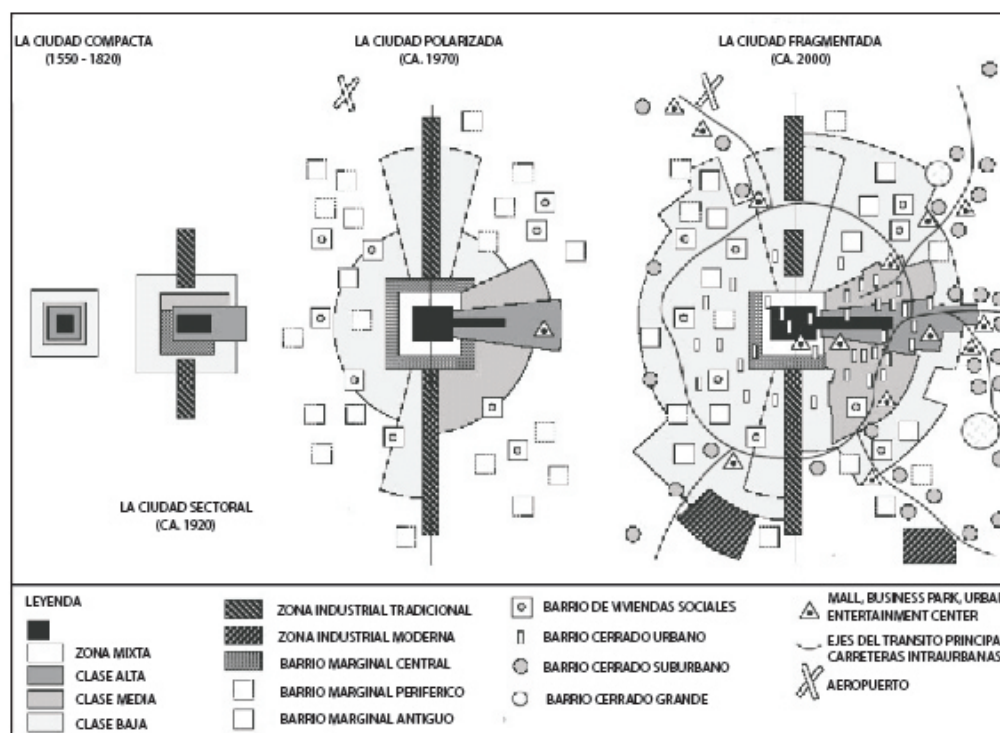 LA CIUDAD COMPACTA
(1550 - 1820)
LA CIUDAD POLARIZADA
(CA. 1970)
LA CIUDAD FRAGMENTADA
(CA. 2000)
LA CIUDAD SECTORAL
(CA. 1920)
LEYENDA
ZONA MIXTA
CLASE ALTA
CLASE MEDIA
CLASE BAJA
ZONA INDUSTRIAL TRADICIONAL
ZONA INDUSTRIAL MODERNA
BARRIO MARGINAL CENTRAL
BARRIO MARGINAL PERIFERICO
BARRIO MARGINAL ANTIGUO
BARRIO DE VIVIENDAS SOCIALES
BARRIO CERRADO URBANO
BARRIO CERRADO SUBURBANO
BARRIO CERRADO GRANDE
MALL, BUSINESS PARK, URBAN
ENTERTAINMENT CENTER
EJES DEL TRANSITO PRINCIPA
CARRETERAS INTRAURBANAS
AEROPUERTO